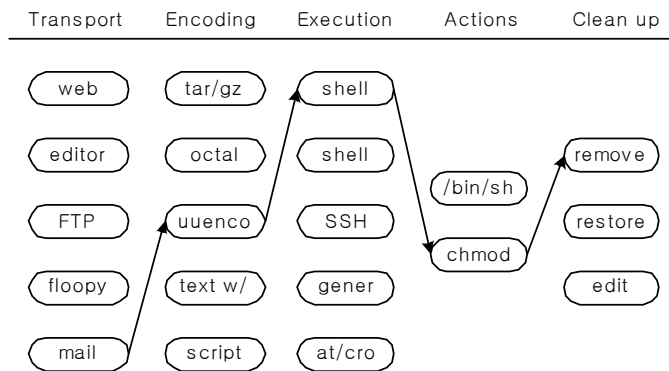 Transport Encoding Execution Actions Clean up
web tar/gz shell
editor octal shell remove
/bin/sh
FTP uuenco SSH restore
chmod
floopy text w/ gener edit
mail script at/cro